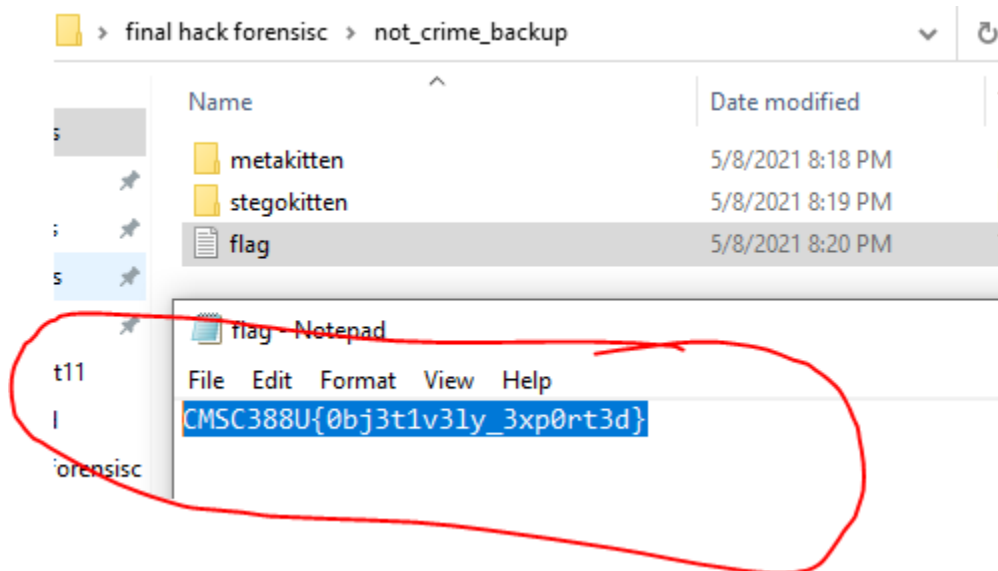 final hack forensisc > not_crime_backup
Name Date modified
metakitten 5/8/2021 8:18 PM
stegokitten 5/8/2021 8:19 PM
flag 5/8/2021 8:20 PM
flag - Notepad
File Edit Format View Help
t11
CMSC388U{0bj3t1v3ly_3xp0rt3d}
orensisc